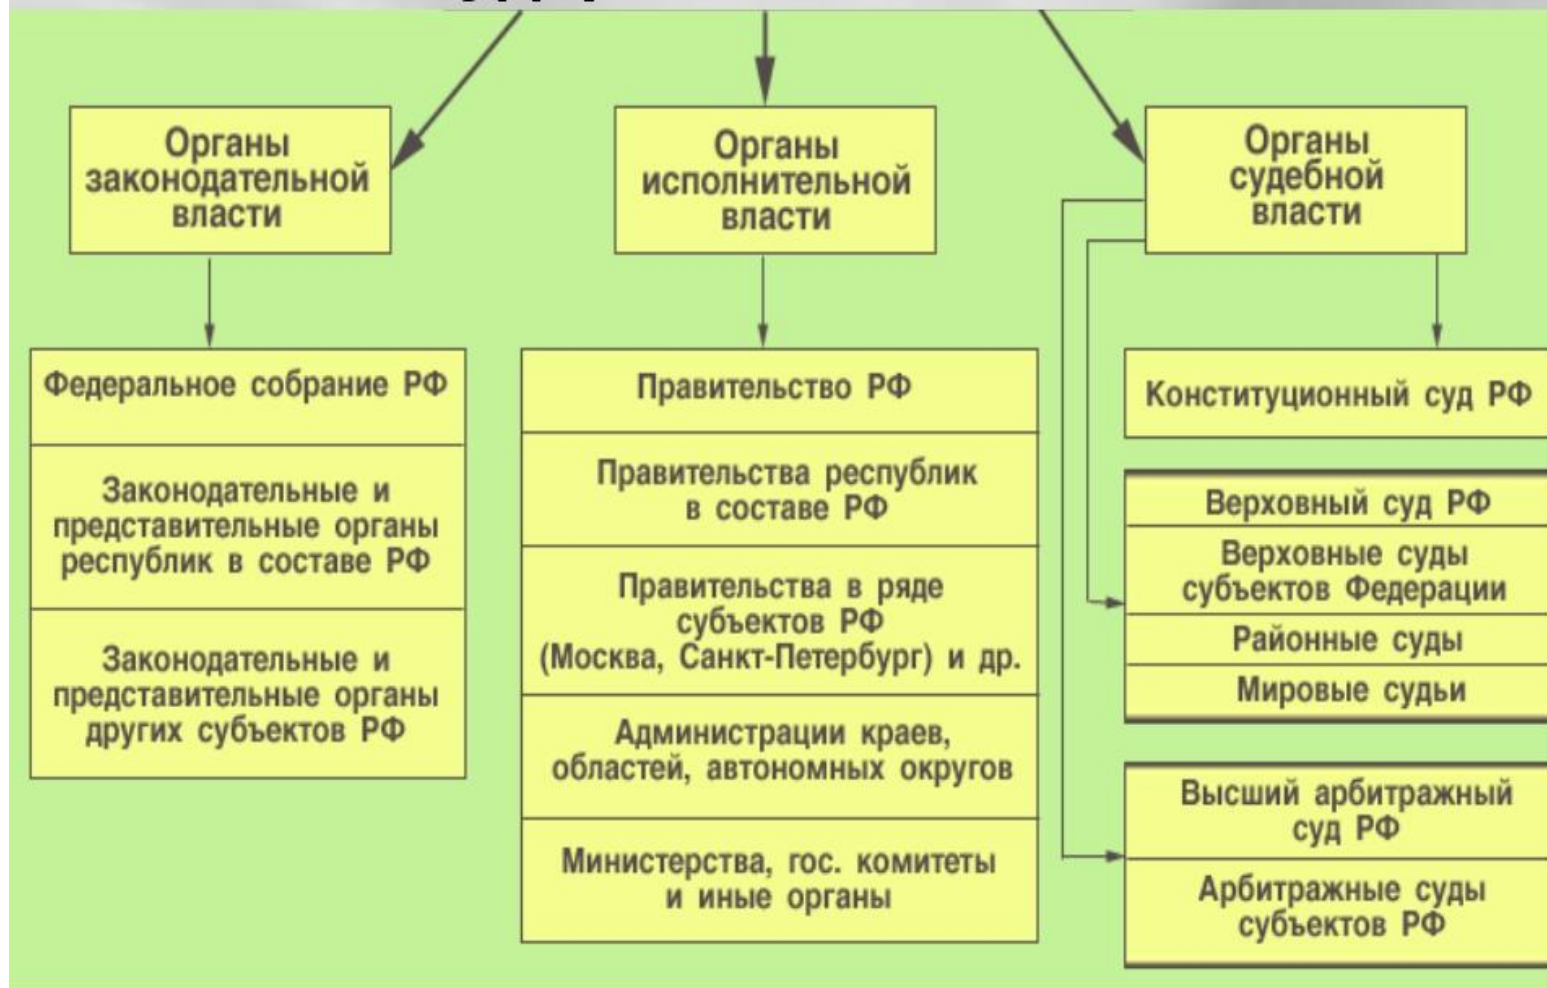 Органы
законодательной
власти
Органы
исполнительной
власти
Органы
судебной
власти
Федеральное собрание РФ
Законодательные и
представительные органы
республик в составе РФ
Законодательные и
представительные органы
других субъектов РФ
Правительство РФ
Правительства республик
в составе РФ
Правительства в ряде
субъектов РФ
(Москва, Санкт-Петербург) и др.
Администрации краев,
областей, автономных округов
Министерства, гос. комитеты
и иные органы
Конституционный суд РФ
Верховный суд РФ
Верховные суды
субъектов Федерации
Районные суды
Мировые судьи
Высший арбитражный
суд РФ
Арбитражные суды
субъектов РФ